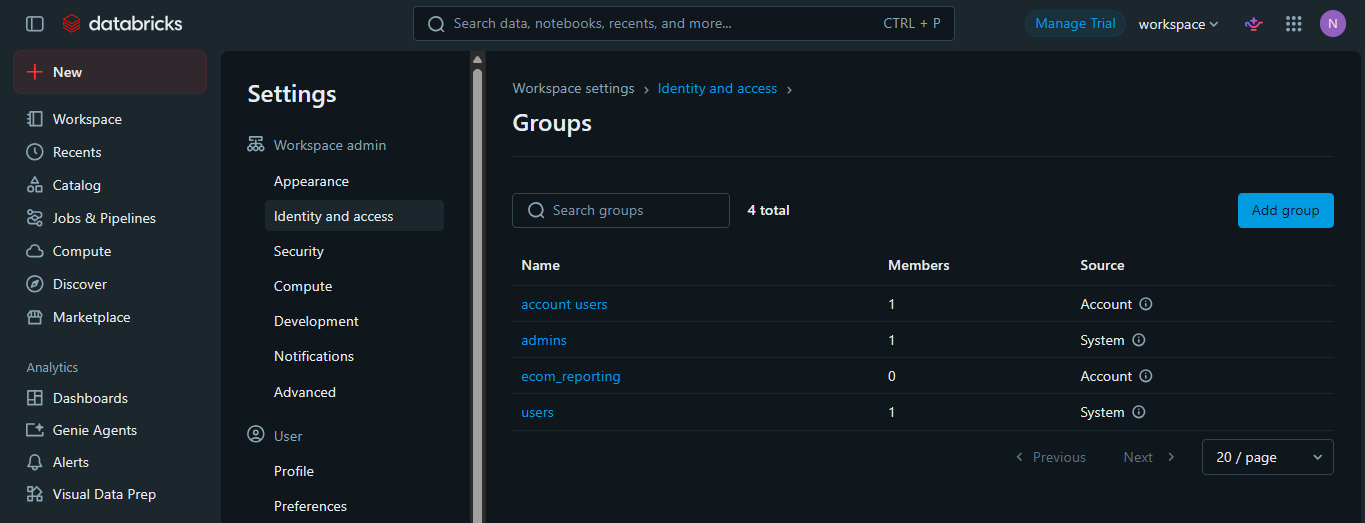 databricks
Search data, notebooks, recents, and more... CTRL + P
Manage Trial
workspace
N
New
Workspace
Recents
Catalog
Jobs & Pipelines
Compute
Discover
Marketplace
Analytics
Dashboards
Genie Agents
Alerts
Visual Data Prep
Settings
Workspace admin
Appearance
Identity and access
Security
Compute
Development
Notifications
Advanced
User
Profile
Preferences
Workspace settings › Identity and access ›
Groups
Search groups 4 total Add group
Name Members Source
account users 1 Account
admins 1 System
ecom_reporting 0 Account
users 1 System
Previous Next 20 / page